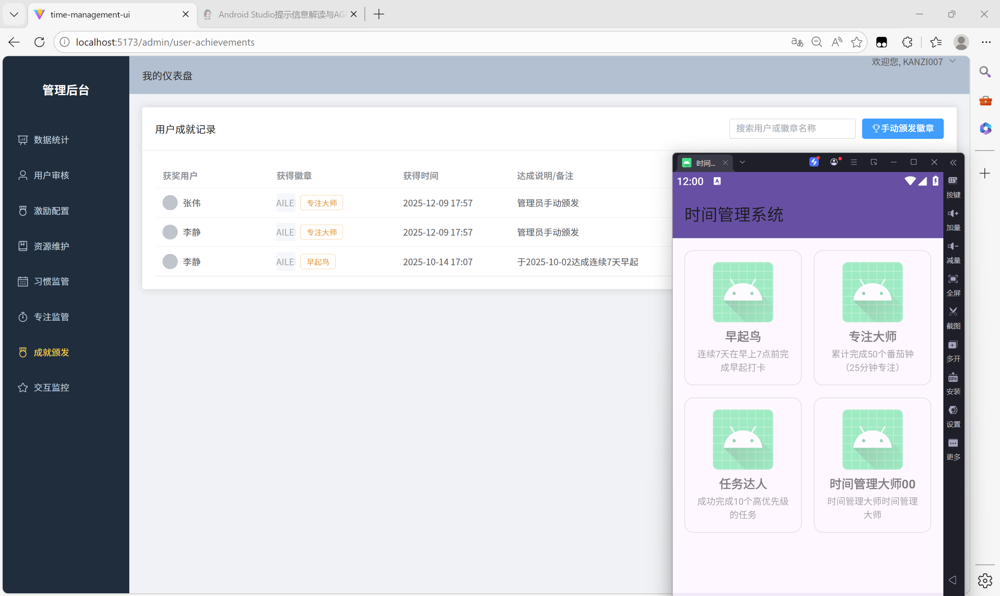 time-management-ui
Android Studio提示信息解读与AG
localhost:5173/admin/user-achievements
管理后台
数据统计
用户审核
激励配置
资源维护
习惯监管
专注监管
成就颁发
交互监控
我的仪表盘
欢迎您, KANZI007
用户成就记录
搜索用户或徽章名称
手动颁发徽章
获奖用户 获得徽章 获得时间 达成说明/备注
张伟 AILE 专注大师 2025-12-09 17:57 管理员手动颁发
李静 AILE 专注大师 2025-12-09 17:57 管理员手动颁发
李静 AILE 早起鸟 2025-10-14 17:07 于2025-10-02达成连续7天早起
时间...
12:00
时间管理系统
早起鸟
连续7天在早上7点前完
成早起打卡
专注大师
累计完成50个番茄钟
（25分钟专注）
任务达人
成功完成10个高优先级
的任务
时间管理大师00
时间管理大师时间管理
大师
按键
加量
减量
全屏
截图
多开
APK
安装
设置
更多